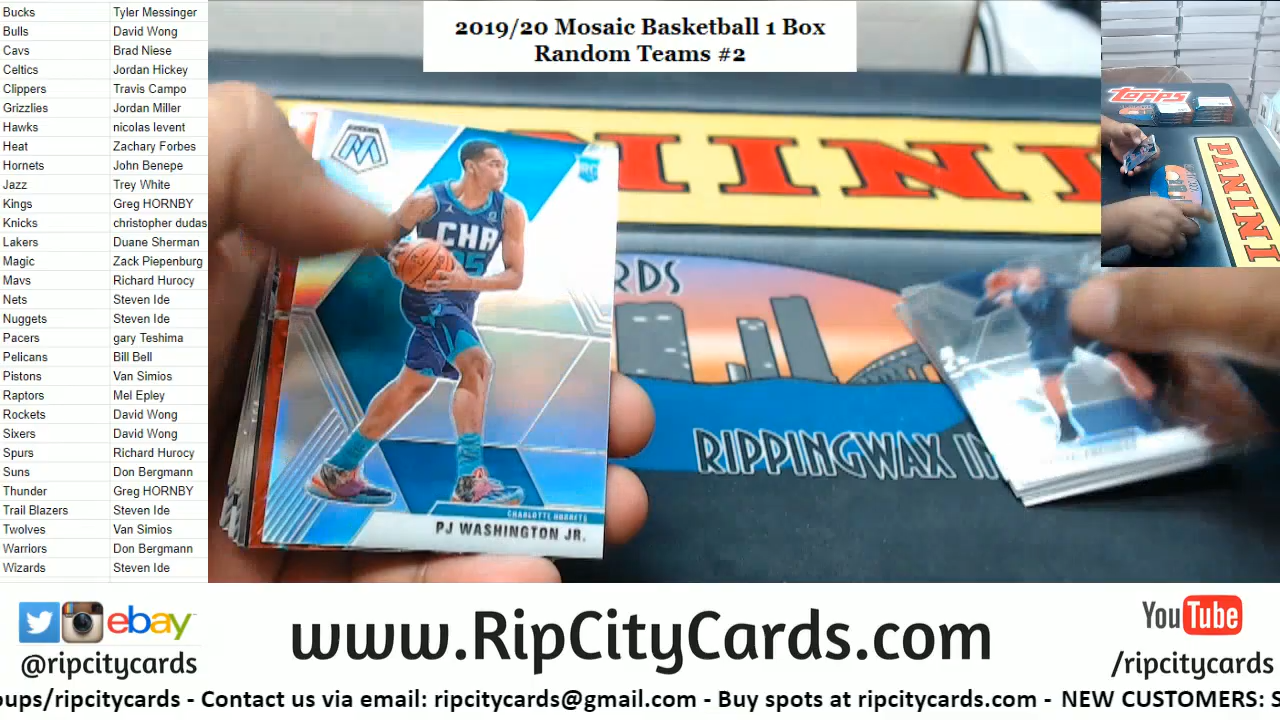 Bucks Tyler Messinger
Bulls David Wong
Cavs Brad Niese
Celtics Jordan Hickey
Clippers Travis Campo
Grizzlies Jordan Miller
Hawks nicolas levent
Heat Zachary Forbes
Hornets John Benepe
Jazz Trey White
Kings Greg HORNBY
Knicks christopher dudas
Lakers Duane Sherman
Magic Zack Piepenburg
Mavs Richard Hurocy
Nets Steven Ide
Nuggets Steven Ide
Pacers gary Teshima
Pelicans Bill Bell
Pistons Van Simios
Raptors Mel Epley
Rockets David Wong
Sixers David Wong
Spurs Richard Hurocy
Suns Don Bergmann
Thunder Greg HORNBY
Trail Blazers Steven Ide
Twolves Van Simios
Warriors Don Bergmann
Wizards Steven Ide
2019/20 Mosaic Basketball 1 Box
Random Teams #2
topps
PANINI
ININI
RDS
RIPPINGWAX IN
MOSAIC
RC
CHA
25
CHARLOTTE HORNETS
PJ WASHINGTON JR.
ebay
@ripcitycards
www.RipCityCards.com
YouTube
/ripcitycards
oups/ripcitycards - Contact us via email: ripcitycards@gmail.com - Buy spots at ripcitycards.com - NEW CUSTOMERS: S